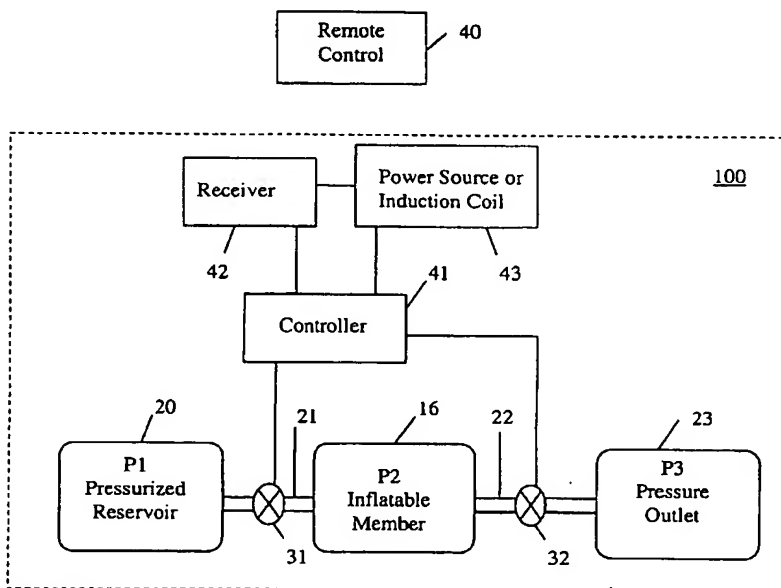 Remote
Control
40
100
Receiver
Power Source or
Induction Coil
42
41
43
Controller
20
21
16
22
23
P1
Pressurized
Reservoir
P2
Inflatable
Member
P3
Pressure
Outlet
31
32